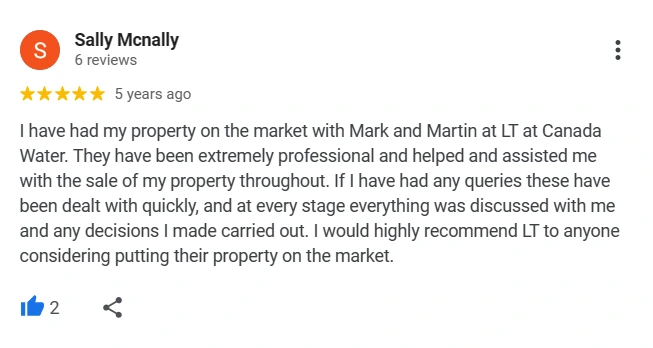 S
Sally Mcnally
6 reviews
5 years ago
I have had my property on the market with Mark and Martin at LT at Canada
Water. They have been extremely professional and helped and assisted me
with the sale of my property throughout. If I have had any queries these have
been dealt with quickly, and at every stage everything was discussed with me
and any decisions I made carried out. I would highly recommend LT to anyone
considering putting their property on the market.
2